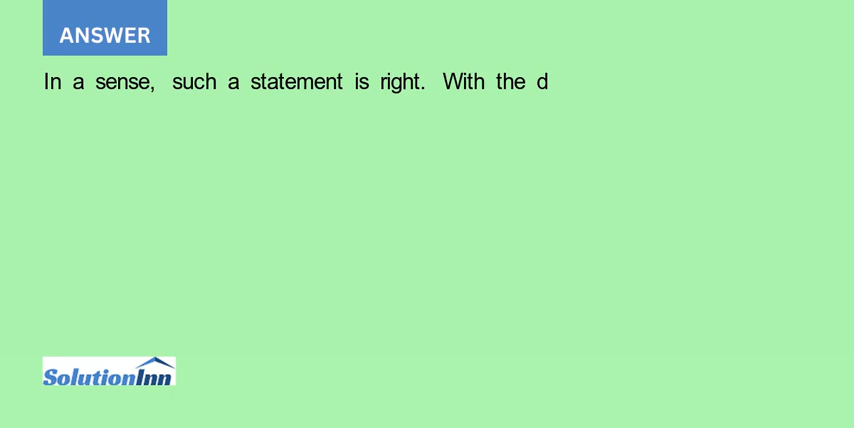 ANSWER
In a sense, such a statement is right. With the d
SolutionInn